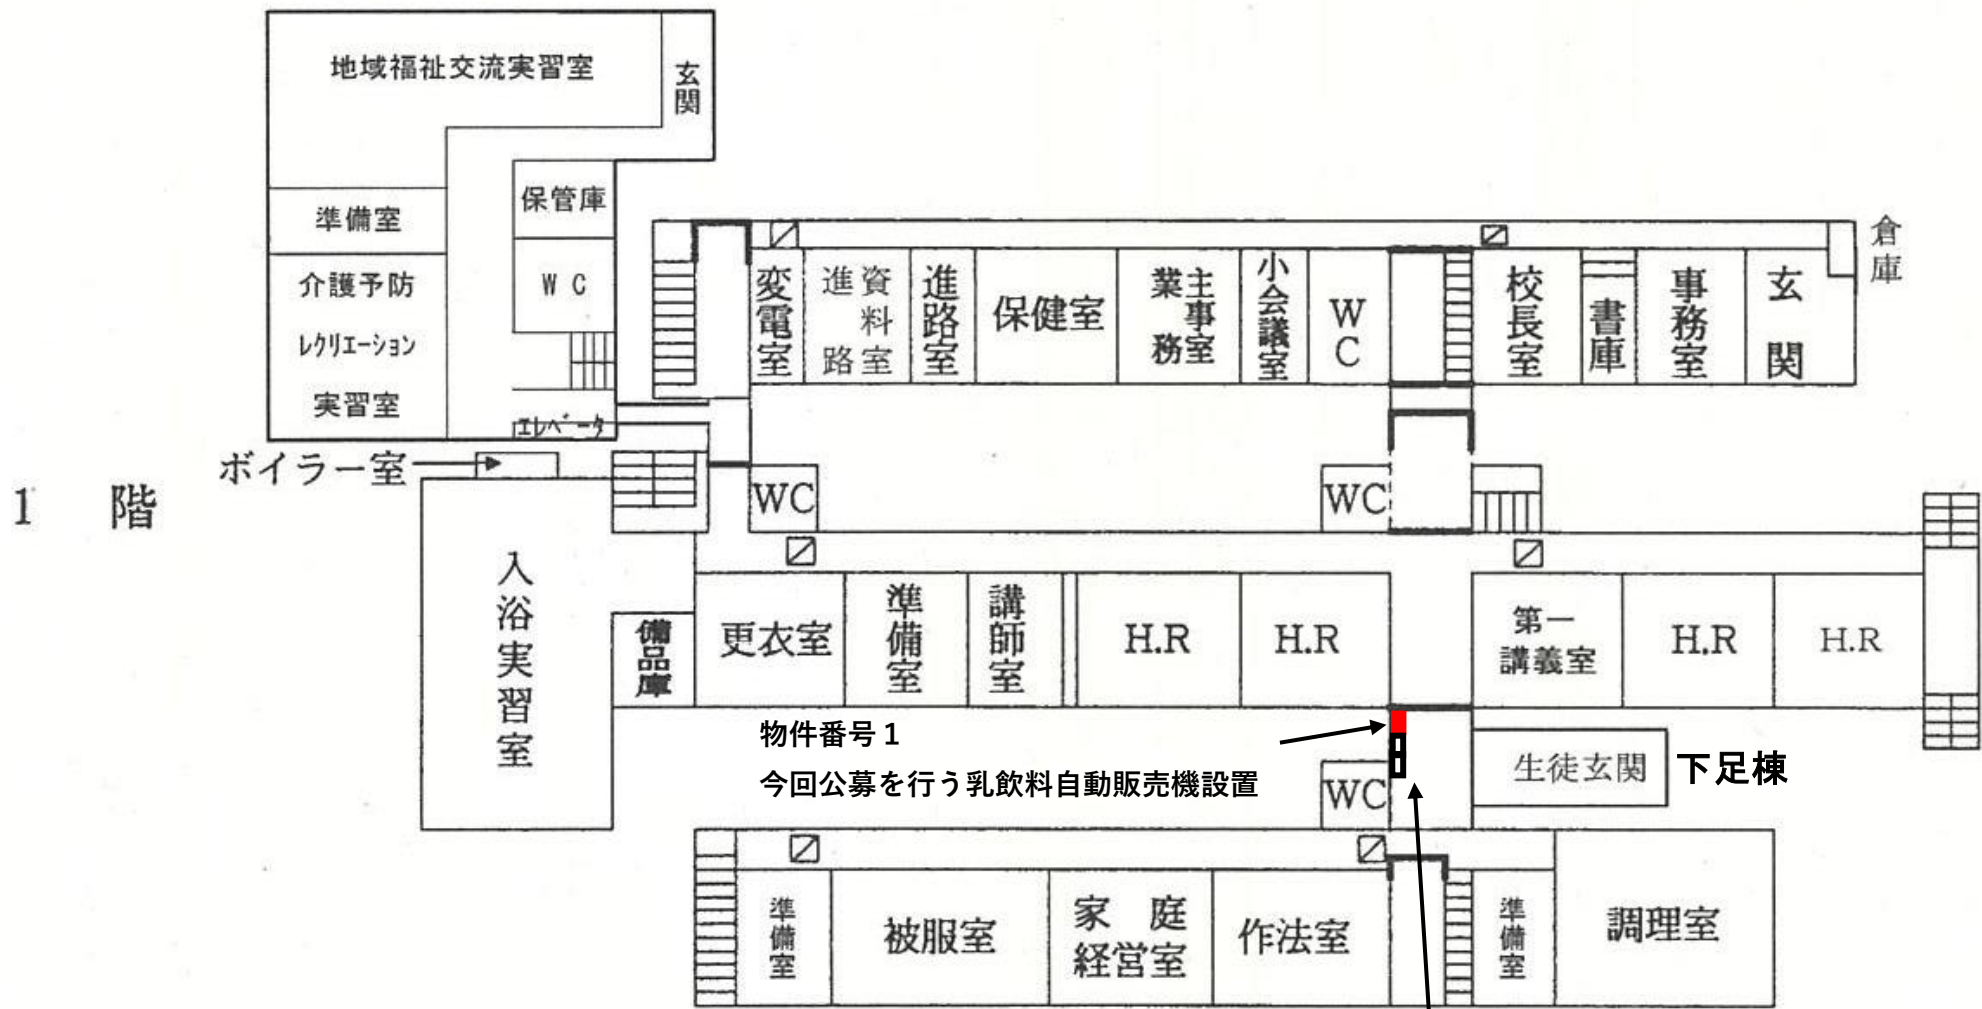 地域福祉交流実習室
玄関
準備室
保管庫
介護予防
レクリエーション
実習室
WC
エレベータ
ボイラー室
1 階
倉庫
変電室
進路
資料室
進路室
保健室
業務
主事室
小会議室
WC
校長室
書庫
事務室
玄関
WC
WC
入浴実習室
備品庫
更衣室
準備室
講師室
H.R
H.R
第一
講義室
H.R
H.R
物件番号１
今回公募を行う乳飲料自動販売機設置
WC
生徒玄関
下足棟
準備室
被服室
家 庭
経営室
作法室
準備室
調理室